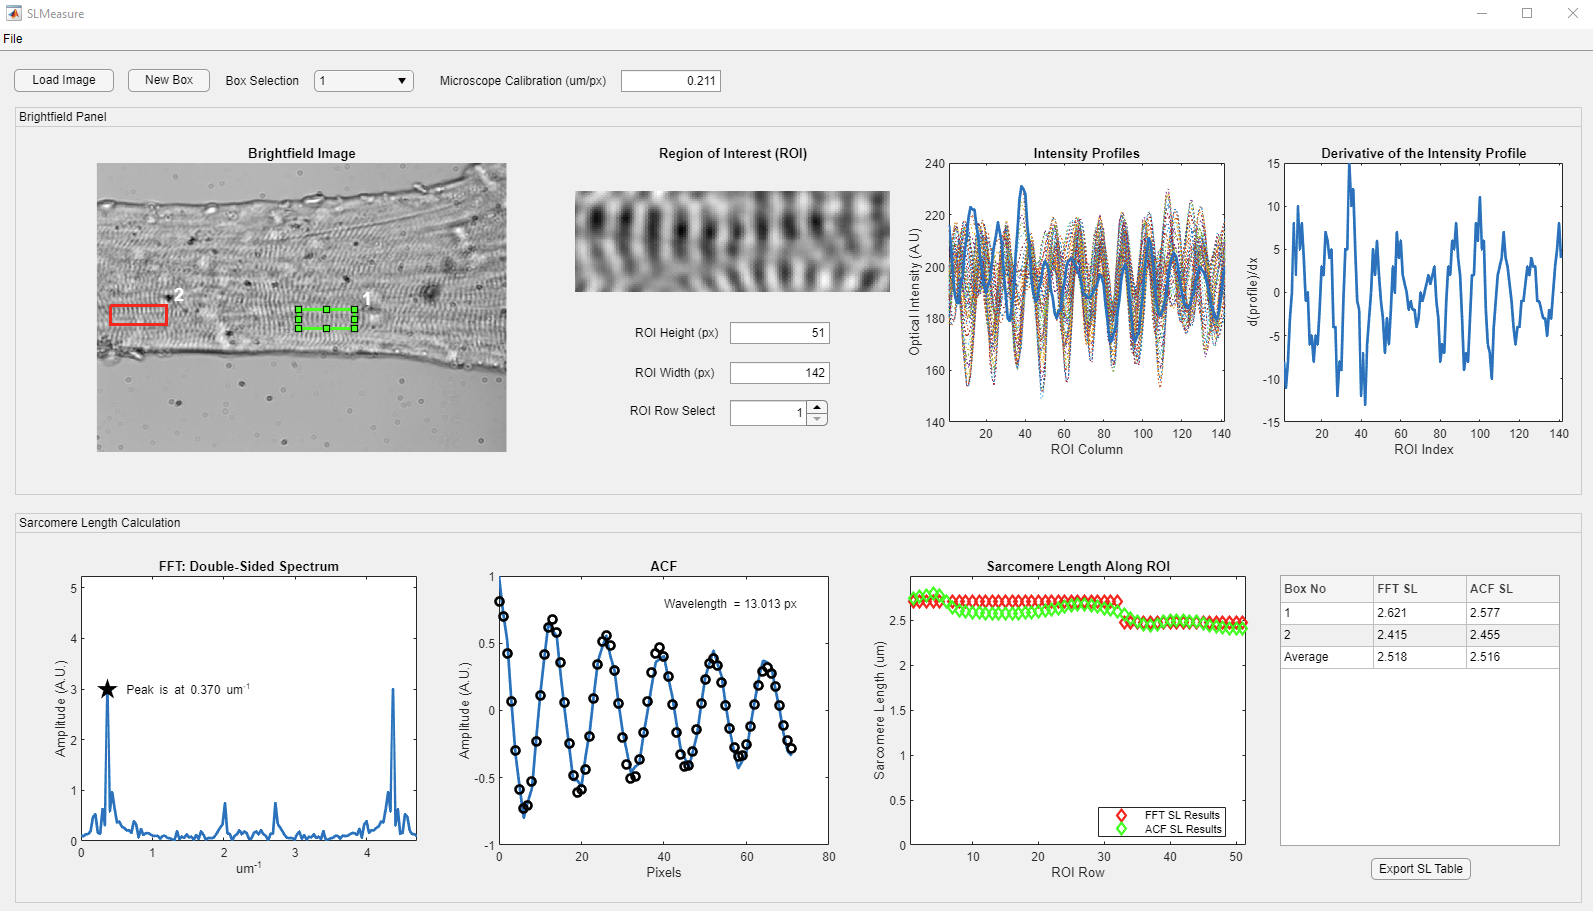 SLMeasure
File
Load Image New Box Box Selection 1 Microscope Calibration (um/px) 0.211
Brightfield Panel
Brightfield Image
2
1
Region of Interest (ROI)
ROI Height (px) 51
ROI Width (px) 142
ROI Row Select 1
Intensity Profiles
Optical Intensity (A.U)
240
220
200
180
160
140
20 40 60 80 100 120 140
ROI Column
Derivative of the Intensity Profile
d(profile)/dx
15
10
5
0
-5
-10
-15
20 40 60 80 100 120 140
ROI Index
Sarcomere Length Calculation
FFT: Double-Sided Spectrum
Amplitude (A.U.)
5
4
3
2
1
0
Peak is at 0.370 um-1
0 1 2 3 4
um-1
ACF
Amplitude (A.U.)
1
0.5
0
-0.5
-1
Wavelength = 13.013 px
0 20 40 60 80
Pixels
Sarcomere Length Along ROI
Sarcomere Length (um)
2.5
2
1.5
1
0.5
0
FFT SL Results
ACF SL Results
10 20 30 40 50
ROI Row
Box No FFT SL ACF SL
1 2.621 2.577
2 2.415 2.455
Average 2.518 2.516
Export SL Table